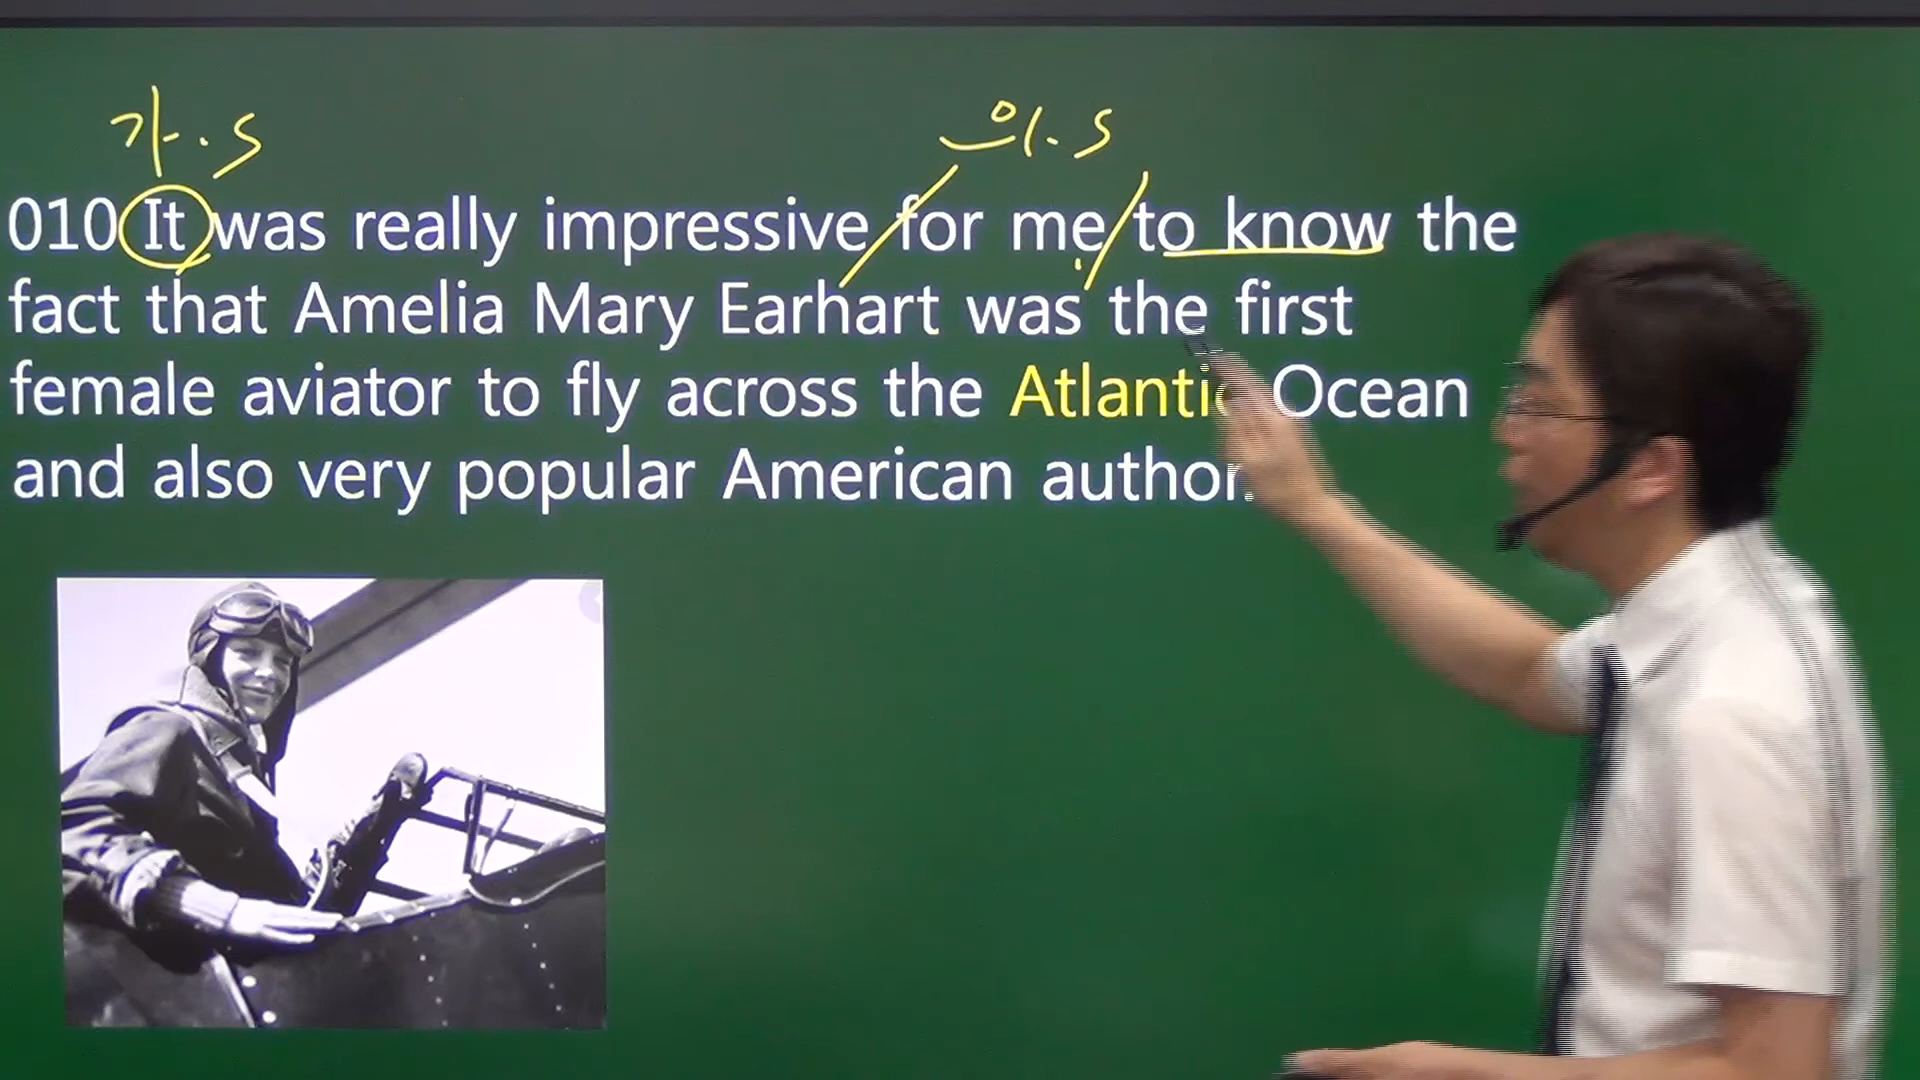 가.S 의.S
010 It was really impressive for me to know the
fact that Amelia Mary Earhart was the first
female aviator to fly across the Atlantic Ocean
and also very popular American author.